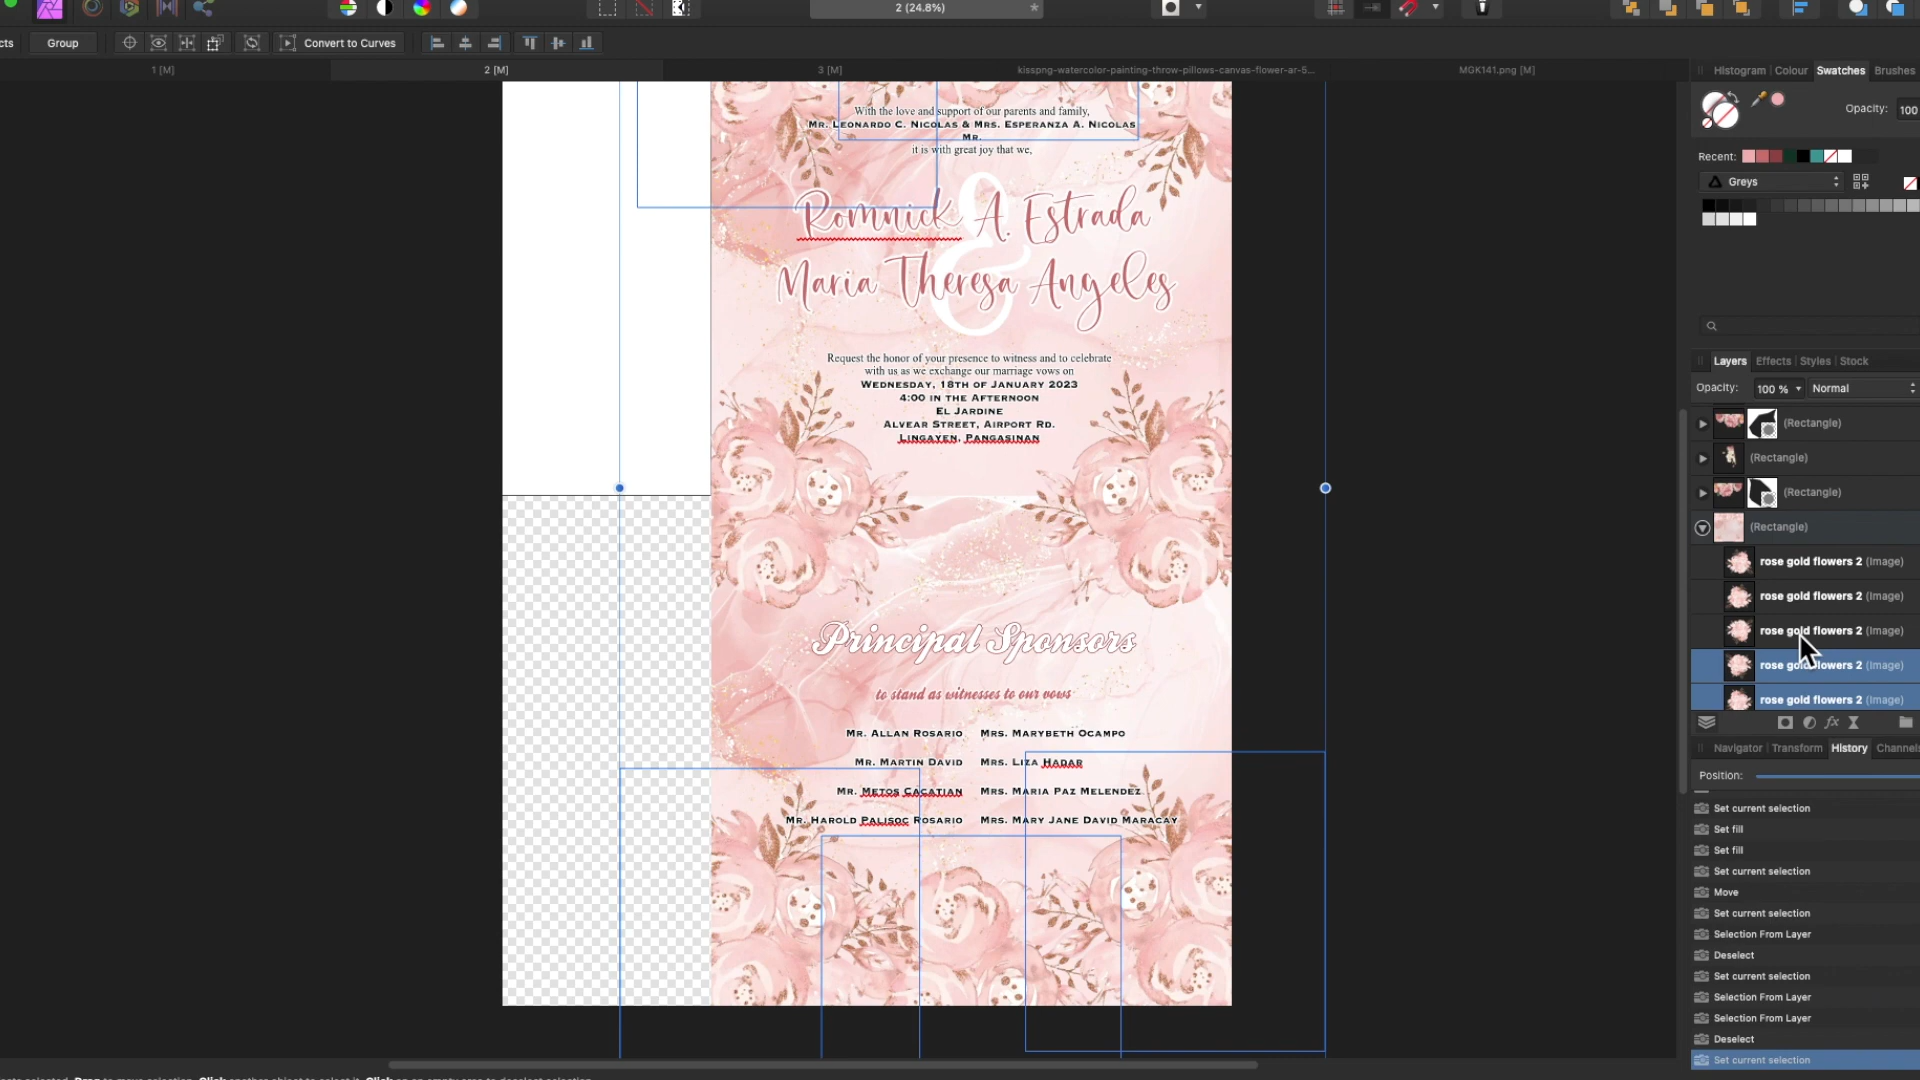 2 (24.8%)
cts
Group
Convert to Curves
1 [M]
2 [M]
3 [M]
kisspng-watercolor-painting-throw-pillows-canvas-flower-ar-5...
MGK141.png [M]
Histogram
Colour
Swatches
Brushes
Opacity:
100
Recent:
Greys
With the love and support of our parents and family,
Mr. Leonardo C. Nicolas & Mrs. Esperanza A. Nicolas
Mr.
it is with great joy that we,
&
Romnick A. Estrada
Maria Theresa Angeles
Request the honor of your presence to witness and to celebrate
with us as we exchange our marriage vows on
Wednesday, 18th of January 2023
4:00 in the Afternoon
El Jardine
Alvear Street, Airport Rd.
Lingayen, Pangasinan
Principal Sponsors
to stand as witnesses to our vows
Mr. Allan Rosario Mrs. Marybeth Ocampo
Mr. Martin David Mrs. Liza Hadar
Mr. Metos Cacatian Mrs. Maria Paz Melendez
Mr. Harold Palisoc Rosario Mrs. Mary Jane David Maracay
Layers
Effects
Styles
Stock
Opacity:
100 %
Normal
(Rectangle)
(Rectangle)
(Rectangle)
(Rectangle)
rose gold flowers 2 (Image)
rose gold flowers 2 (Image)
rose gold flowers 2 (Image)
rose gold flowers 2 (Image)
rose gold flowers 2 (Image)
Navigator
Transform
History
Channels
Position:
Set current selection
Set fill
Set fill
Set current selection
Move
Set current selection
Selection From Layer
Deselect
Set current selection
Selection From Layer
Selection From Layer
Deselect
Set current selection